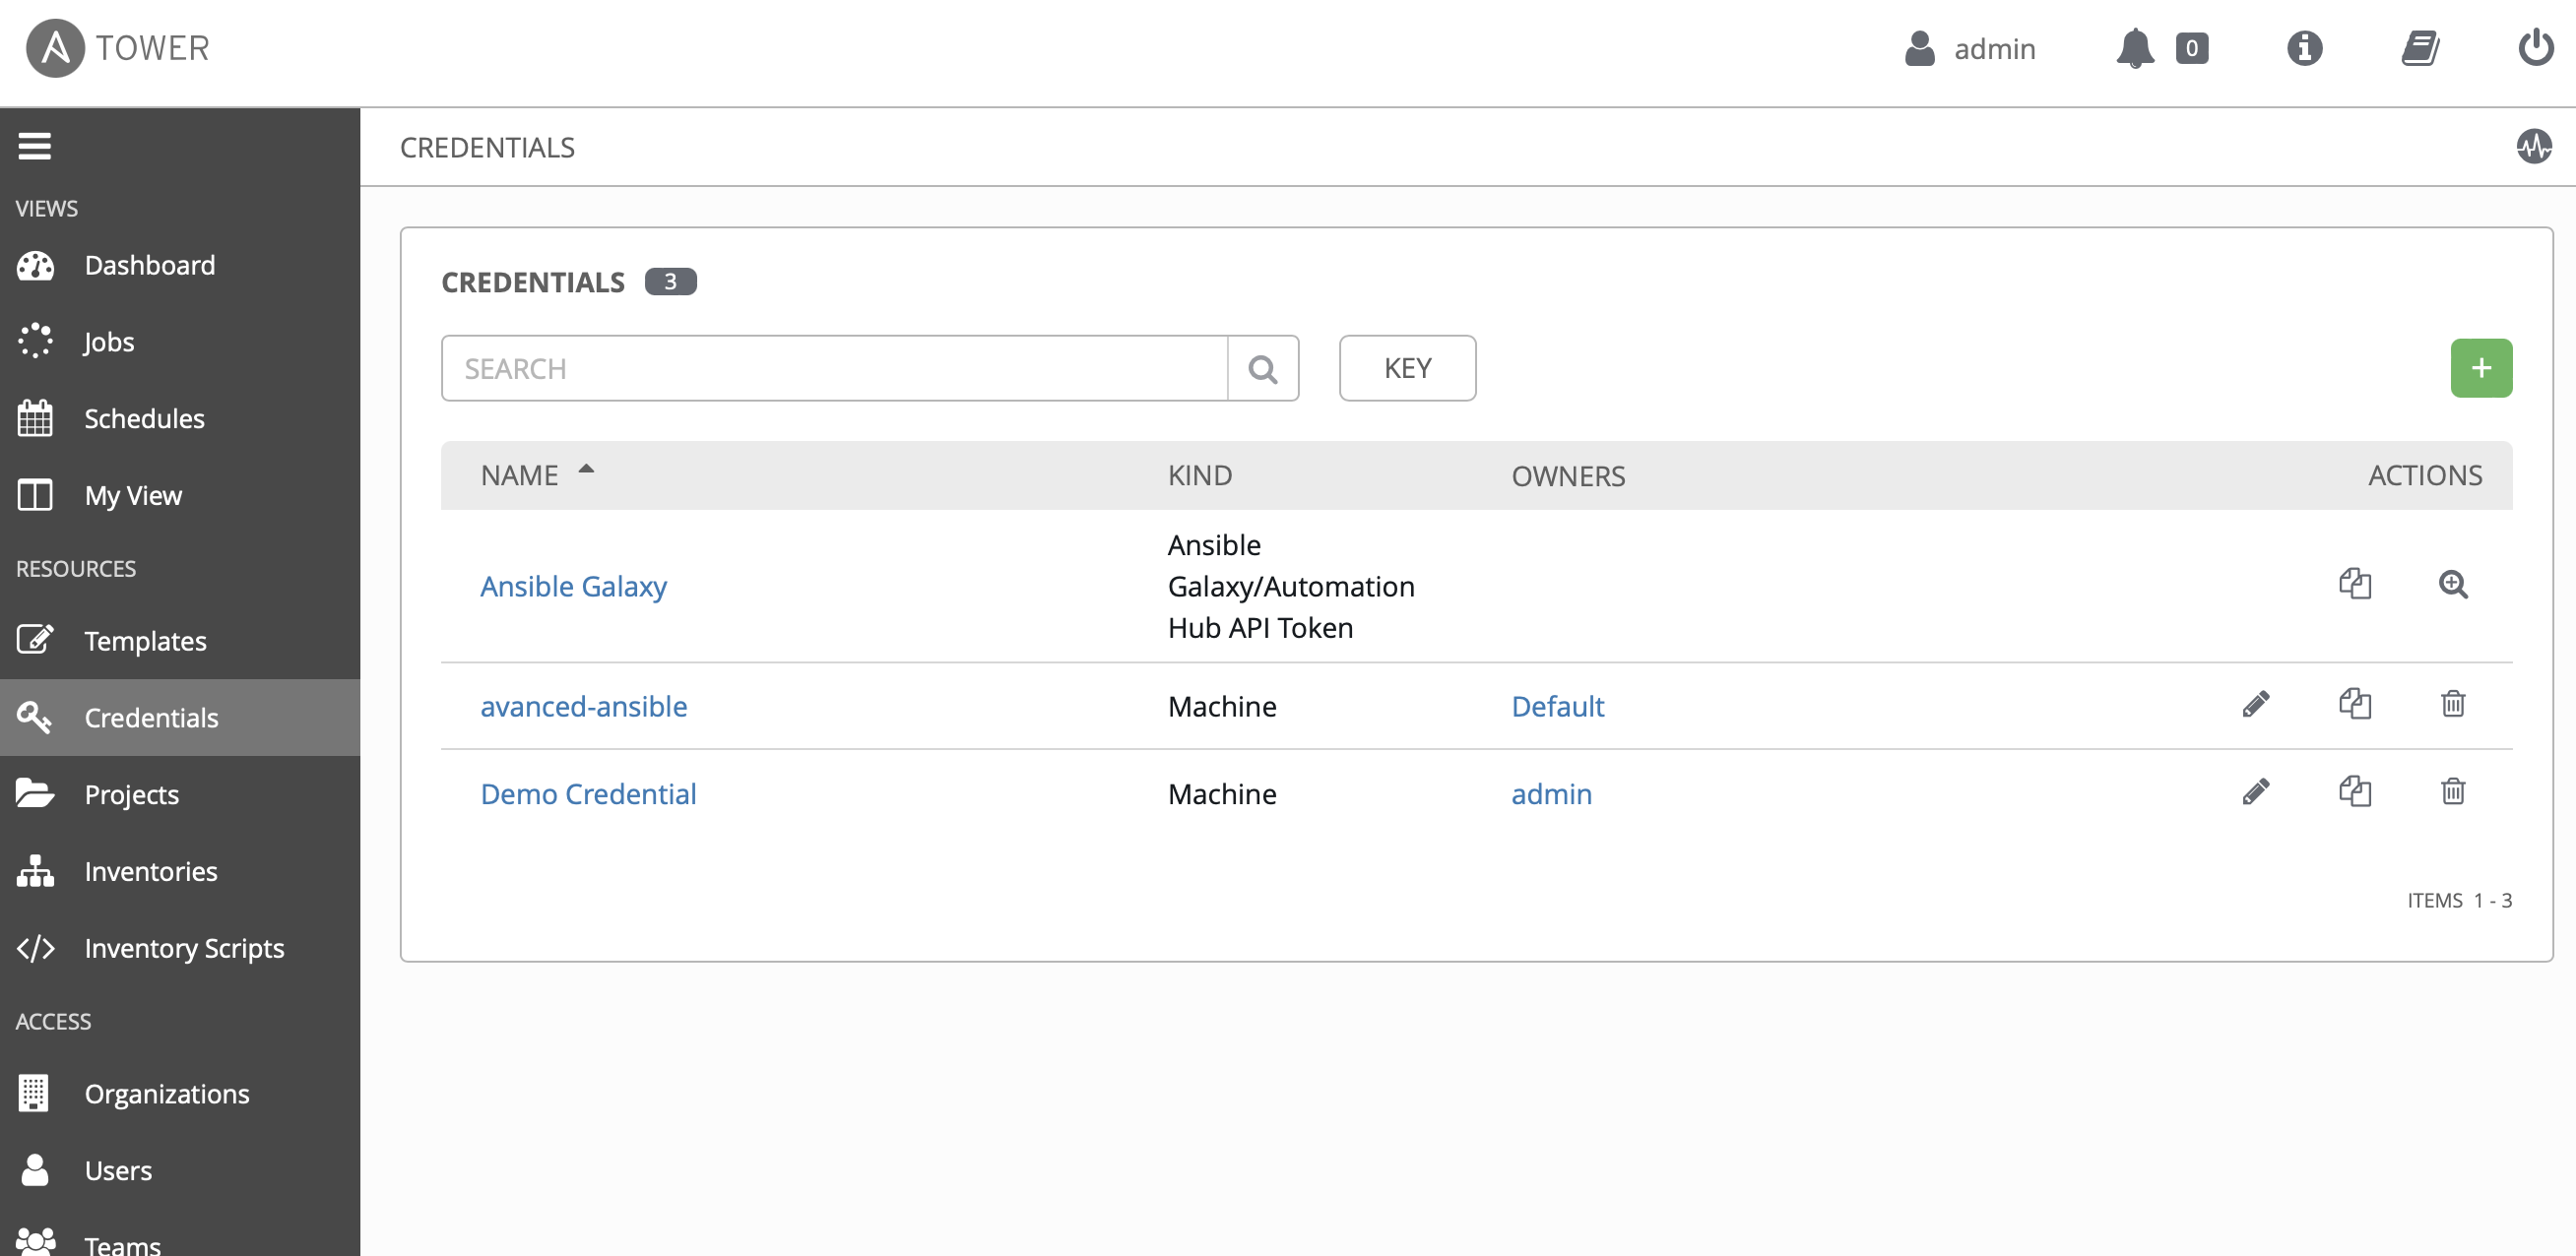 TOWER
admin
0
CREDENTIALS
VIEWS
Dashboard
Jobs
Schedules
My View
RESOURCES
Templates
Credentials
Projects
Inventories
Inventory Scripts
ACCESS
Organizations
Users
Teams
CREDENTIALS 3
SEARCH
KEY
+
NAME KIND OWNERS ACTIONS
Ansible Galaxy
Ansible
Galaxy/Automation
Hub API Token
avanced-ansible Machine Default
Demo Credential Machine admin
ITEMS 1 - 3